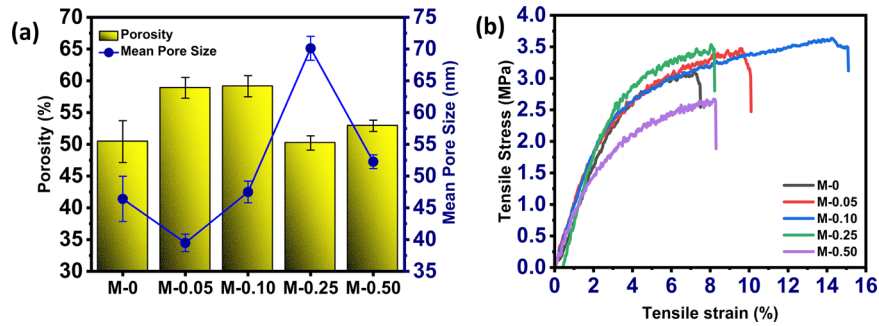 (a)
Porosity
Mean Pore Size
Porosity (%)
70
65
60
55
50
45
40
35
30
M-0 M-0.05 M-0.10 M-0.25 M-0.50
75
70
65
60
55
50
45
40
35
Mean Pore Size (nm)
(b)
Tensile Stress (MPa)
4.0
3.5
3.0
2.5
2.0
1.5
1.0
0.5
0.0
0 2 4 6 8 10 12 14 16
Tensile strain (%)
M-0
M-0.05
M-0.10
M-0.25
M-0.50